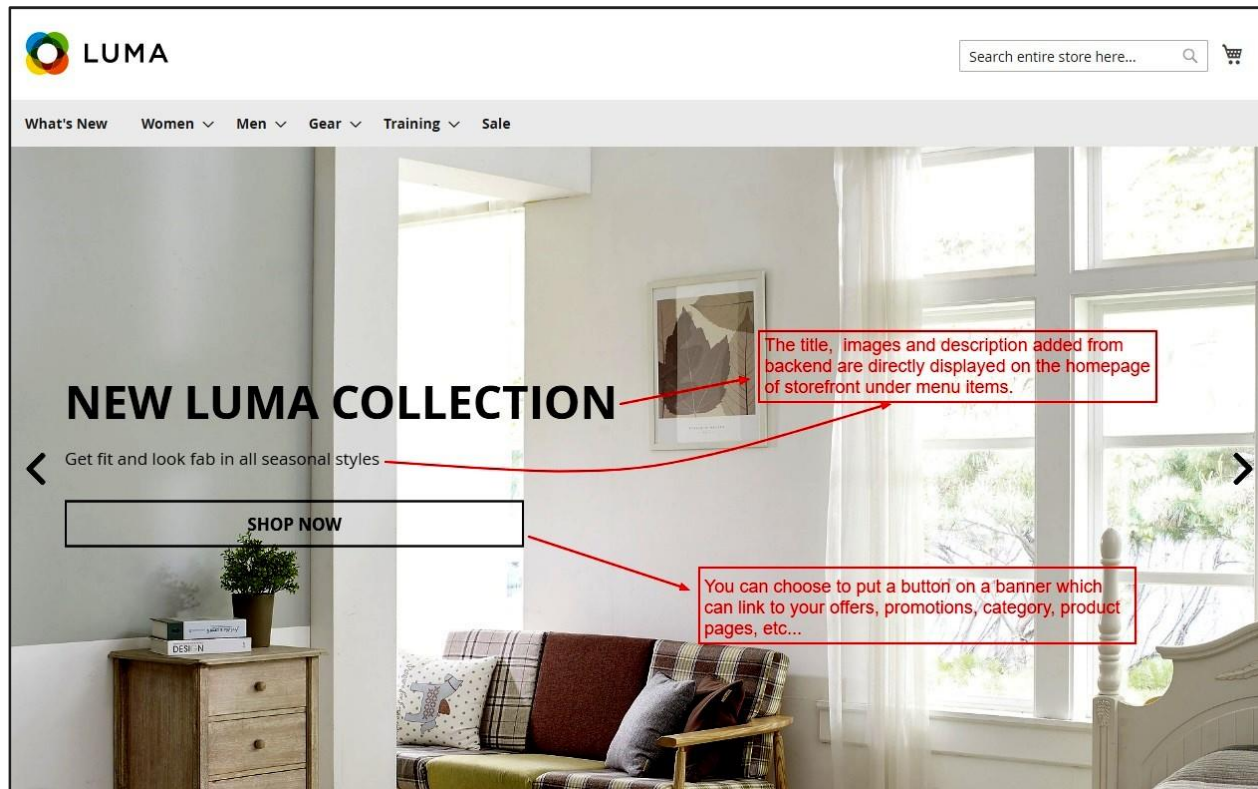 LUMA
Search entire store here...
What's New Women Men Gear Training Sale
The title, images and description added from
backend are directly displayed on the homepage
of storefront under menu items.
NEW LUMA COLLECTION
Get fit and look fab in all seasonal styles
SHOP NOW
You can choose to put a button on a banner which
can link to your offers, promotions, category, product
pages, etc...